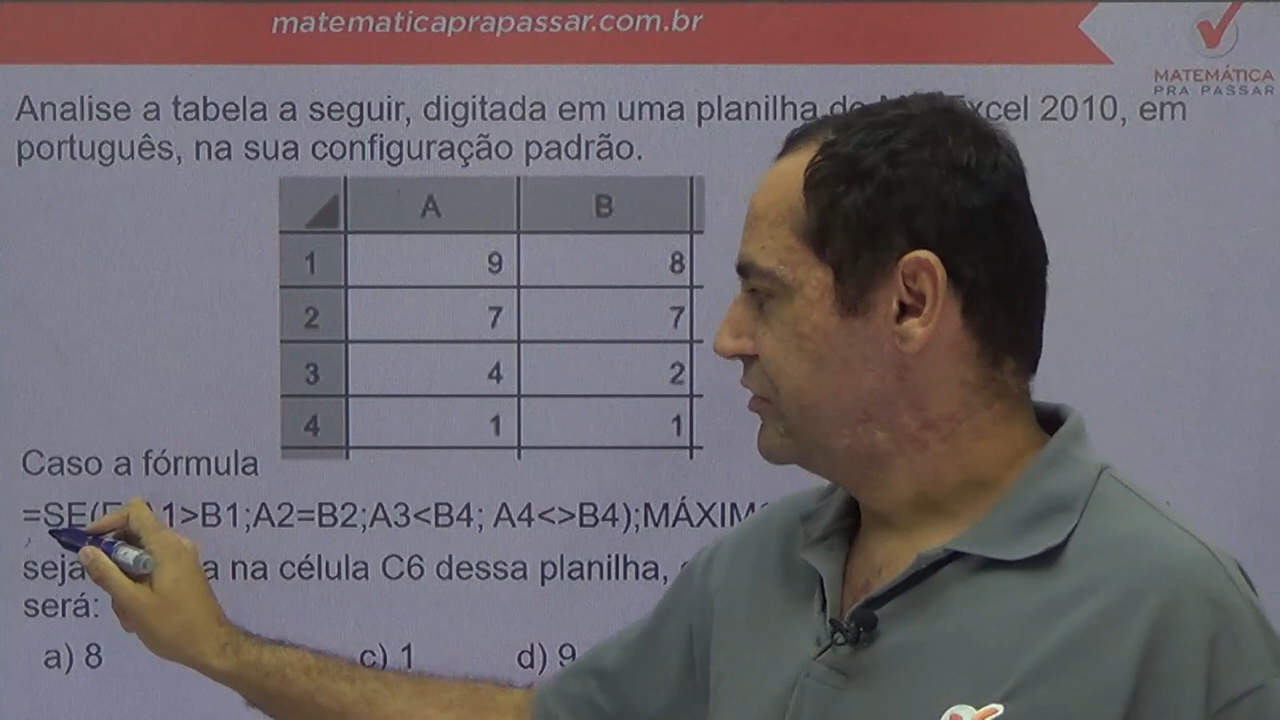 matematicaprapassar.com.br
MATEMÁTICA
PRA PASSAR
Analise a tabela a seguir, digitada em uma planilha do Excel 2010, em
português, na sua configuração padrão.
A B
1 9 8
2 7 7
3 4 2
4 1 1
Caso a fórmula
=SE( A1>B1;A2=B2;A3<B4; A4<>B4);
seja na célula C6 dessa planilha,
será:
a) 8 c) 1 d) 9